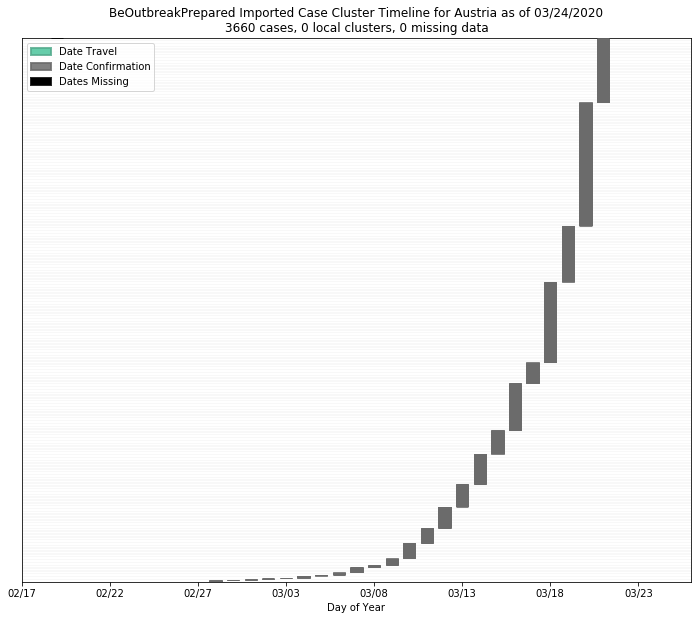 BeOutbreakPrepared Imported Case Cluster Timeline for Austria as of 03/24/2020
3660 cases, 0 local clusters, 0 missing data
Date Travel
Date Confirmation
Dates Missing
02/17 02/22 02/27 03/03 03/08 03/13 03/18 03/23
Day of Year